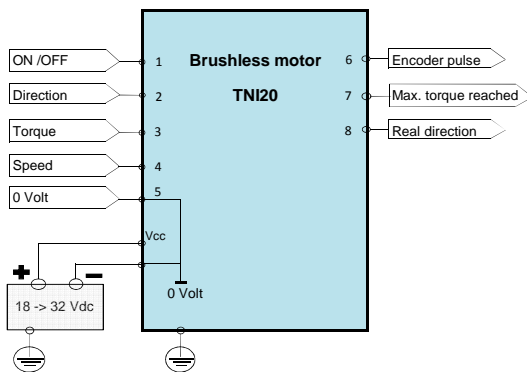 ON /OFF
Direction
Torque
Speed
0 Volt
1
2
3
4
5
Brushless motor
TNI20
6
7
8
Encoder pulse
Max. torque reached
Real direction
Vcc
+
−
18 -> 32 Vdc
0 Volt